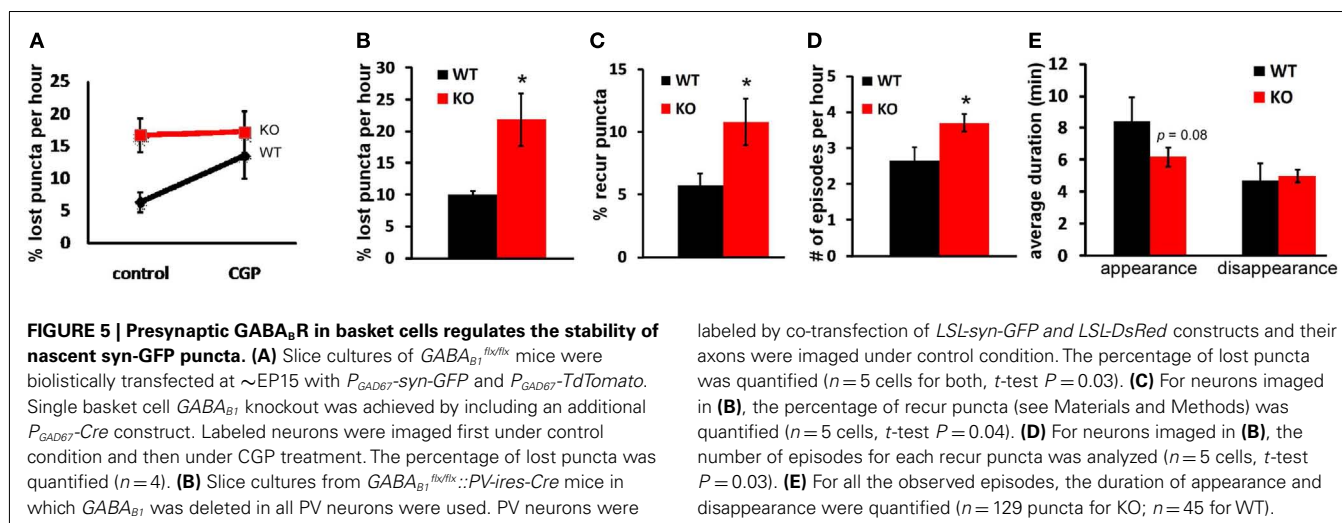 A
% lost puncta per hour
25
20
15
10
5
0
KO
WT
control CGP
B
% lost puncta per hour
30
25
20
15
10
5
0
WT
KO
*
C
% recur puncta
15
10
5
0
WT
KO
*
D
# of episodes per hour
5
4
3
2
1
0
WT
KO
*
E
average duration (min)
12
10
8
6
4
2
0
WT
KO
p = 0.08
appearance disappearance
FIGURE 5 | Presynaptic GABABR in basket cells regulates the stability of
nascent syn-GFP puncta. (A) Slice cultures of GABAB1flx/flx mice were
biolistically transfected at ∼EP15 with PGAD67-syn-GFP and PGAD67-TdTomato.
Single basket cell GABAB1 knockout was achieved by including an additional
PGAD67-Cre construct. Labeled neurons were imaged first under control
condition and then under CGP treatment. The percentage of lost puncta was
quantified (n = 4). (B) Slice cultures from GABAB1flx/flx::PV-ires-Cre mice in
which GABAB1 was deleted in all PV neurons were used. PV neurons were
labeled by co-transfection of LSL-syn-GFP and LSL-DsRed constructs and their
axons were imaged under control condition. The percentage of lost puncta
was quantified (n = 5 cells for both, t-test P = 0.03). (C) For neurons imaged
in (B), the percentage of recur puncta (see Materials and Methods) was
quantified (n = 5 cells, t-test P = 0.04). (D) For neurons imaged in (B), the
number of episodes for each recur puncta was analyzed (n = 5 cells, t-test
P = 0.03). (E) For all the observed episodes, the duration of appearance and
disappearance were quantified (n = 129 puncta for KO; n = 45 for WT).